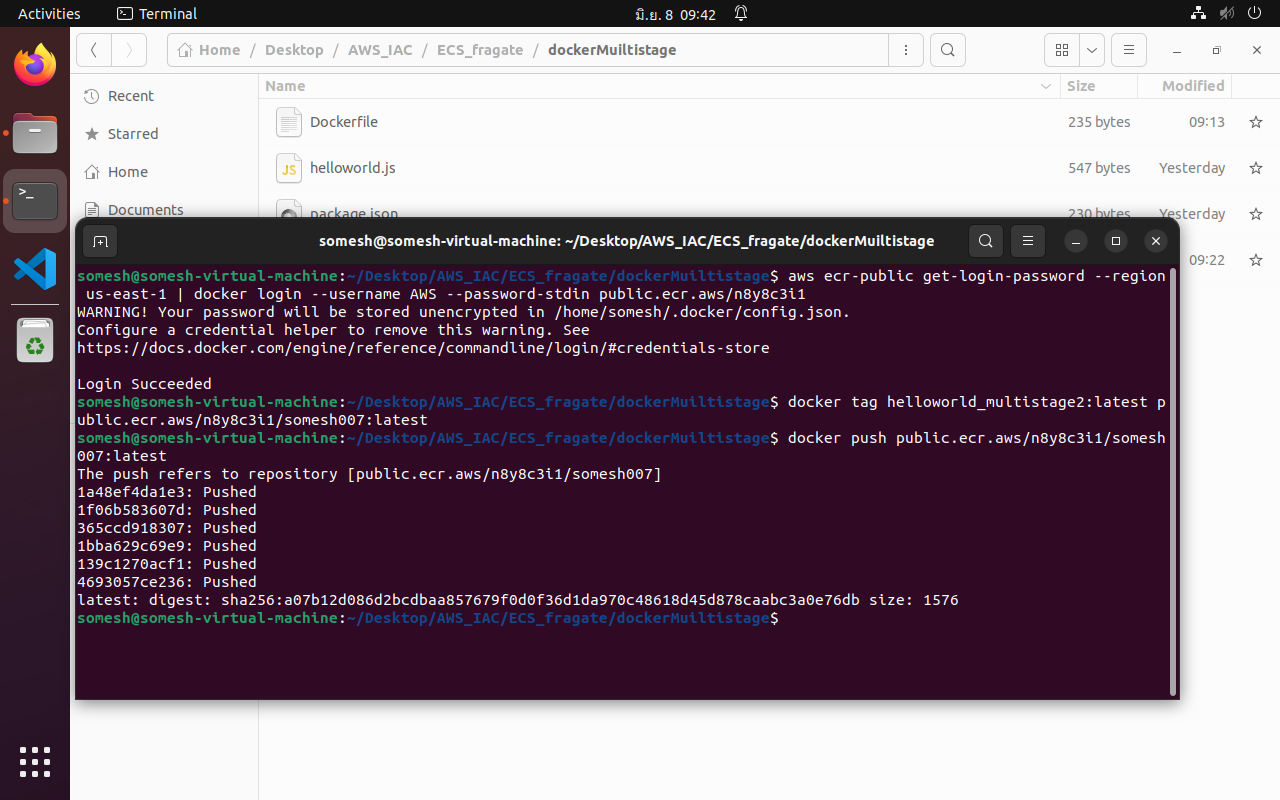 Activities
Terminal
มิ.ย. 8 09:42
Home / Desktop / AWS_IAC / ECS_fragate / dockerMuiltistage
Name Size Modified
Recent
Starred
Home
Documents
Dockerfile 235 bytes 09:13
helloworld.js 547 bytes Yesterday
package.json 230 bytes Yesterday
09:22
somesh@somesh-virtual-machine: ~/Desktop/AWS_IAC/ECS_fragate/dockerMuiltistage
somesh@somesh-virtual-machine:~/Desktop/AWS_IAC/ECS_fragate/dockerMuiltistage$ aws ecr-public get-login-password --region
us-east-1 | docker login --username AWS --password-stdin public.ecr.aws/n8y8c3i1
WARNING! Your password will be stored unencrypted in /home/somesh/.docker/config.json.
Configure a credential helper to remove this warning. See
https://docs.docker.com/engine/reference/commandline/login/#credentials-store
Login Succeeded
somesh@somesh-virtual-machine:~/Desktop/AWS_IAC/ECS_fragate/dockerMuiltistage$ docker tag helloworld_multistage2:latest p
ublic.ecr.aws/n8y8c3i1/somesh007:latest
somesh@somesh-virtual-machine:~/Desktop/AWS_IAC/ECS_fragate/dockerMuiltistage$ docker push public.ecr.aws/n8y8c3i1/somesh
007:latest
The push refers to repository [public.ecr.aws/n8y8c3i1/somesh007]
1a48ef4da1e3: Pushed
1f06b583607d: Pushed
365ccd918307: Pushed
1bba629c69e9: Pushed
139c1270acf1: Pushed
4693057ce236: Pushed
latest: digest: sha256:a07b12d086d2bcdbaa857679f0d0f36d1da970c48618d45d878caabc3a0e76db size: 1576
somesh@somesh-virtual-machine:~/Desktop/AWS_IAC/ECS_fragate/dockerMuiltistage$